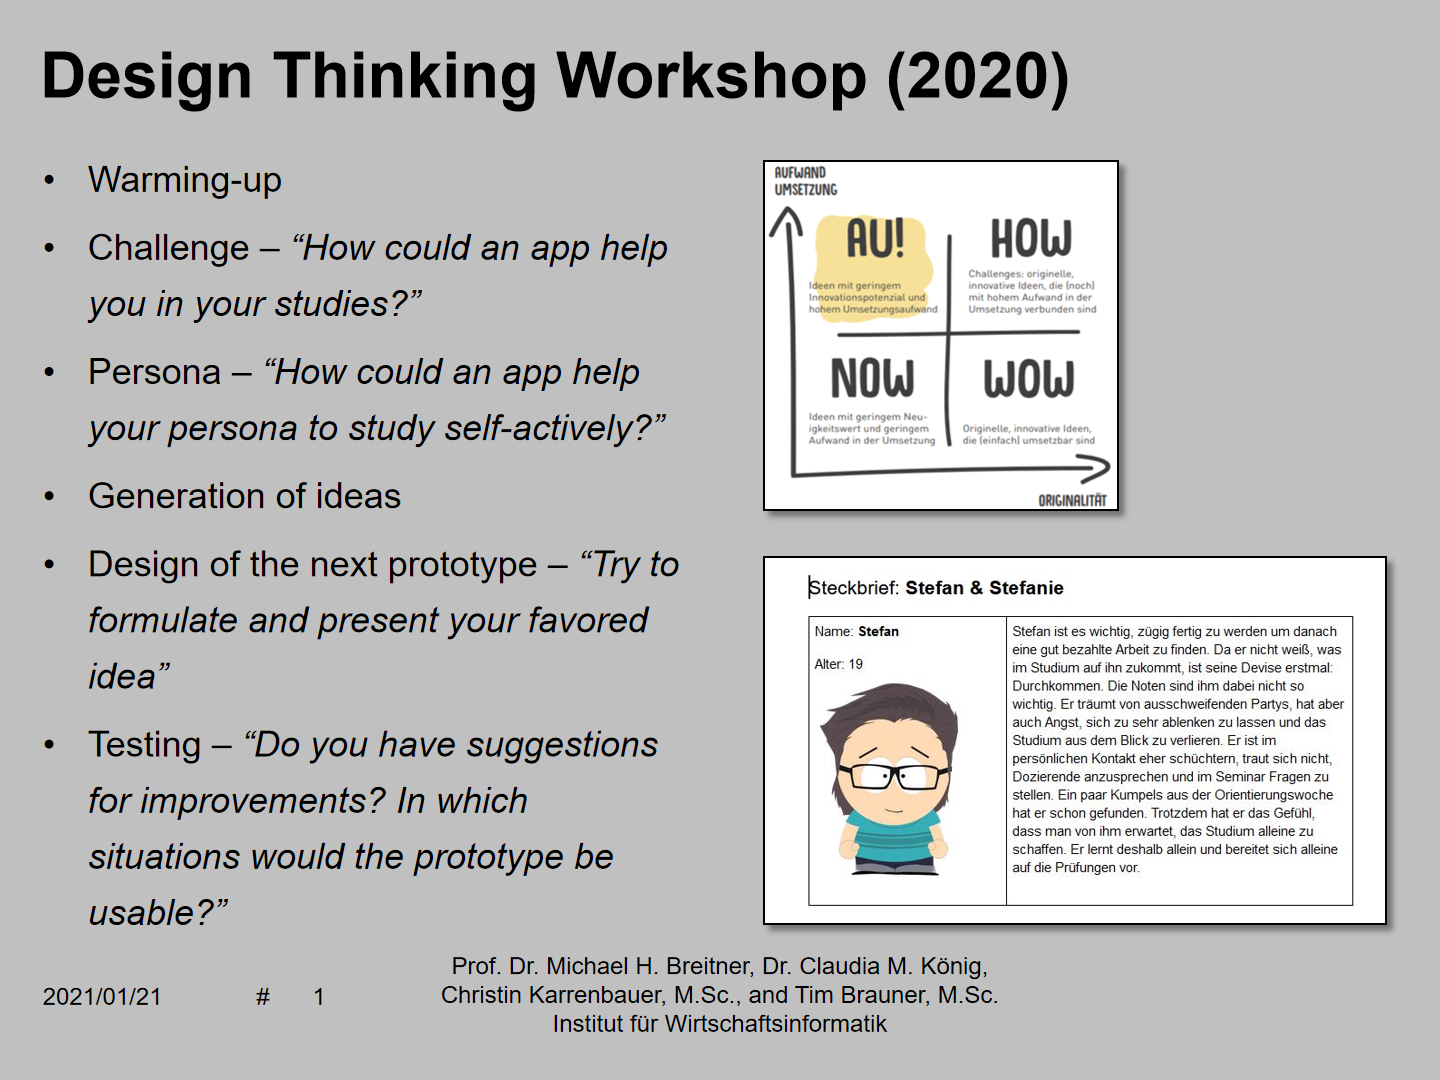 Design Thinking Workshop (2020)
• Warming-up
• Challenge – “How could an app help
you in your studies?”
• Persona – “How could an app help
your persona to study self-actively?”
• Generation of ideas
• Design of the next prototype – “Try to
formulate and present your favored
idea”
• Testing – “Do you have suggestions
for improvements? In which
situations would the prototype be
usable?”
AUFWAND
UMSETZUNG
AU!
Ideen mit geringem
Innovationspotenzial und
hohem Umsetzungsaufwand
HOW
Challenges: originelle,
innovative Ideen, die (noch)
mit hohem Aufwand in der
Umsetzung verbunden sind
NOW
Ideen mit geringem Neu-
igkeitswert und geringem
Aufwand in der Umsetzung
WOW
Originelle, innovative Ideen,
die (einfach) umsetzbar sind
ORIGINALITÄT
Steckbrief: Stefan & Stefanie
Name: Stefan
Alter: 19
Stefan ist es wichtig, zügig fertig zu werden um danach
eine gut bezahlte Arbeit zu finden. Da er nicht weiß, was
im Studium auf ihn zukommt, ist seine Devise erstmal:
Durchkommen. Die Noten sind ihm dabei nicht so
wichtig. Er träumt von ausschweifenden Partys, hat aber
auch Angst, sich zu sehr ablenken zu lassen und das
Studium aus dem Blick zu verlieren. Er ist im
persönlichen Kontakt eher schüchtern, traut sich nicht,
Dozierende anzusprechen und im Seminar Fragen zu
stellen. Ein paar Kumpels aus der Orientierungswoche
hat er schon gefunden. Trotzdem hat er das Gefühl,
dass man von ihm erwartet, das Studium alleine zu
schaffen. Er lernt deshalb allein und bereitet sich alleine
auf die Prüfungen vor.
2021/01/21 # 1
Prof. Dr. Michael H. Breitner, Dr. Claudia M. König,
Christin Karrenbauer, M.Sc., and Tim Brauner, M.Sc.
Institut für Wirtschaftsinformatik